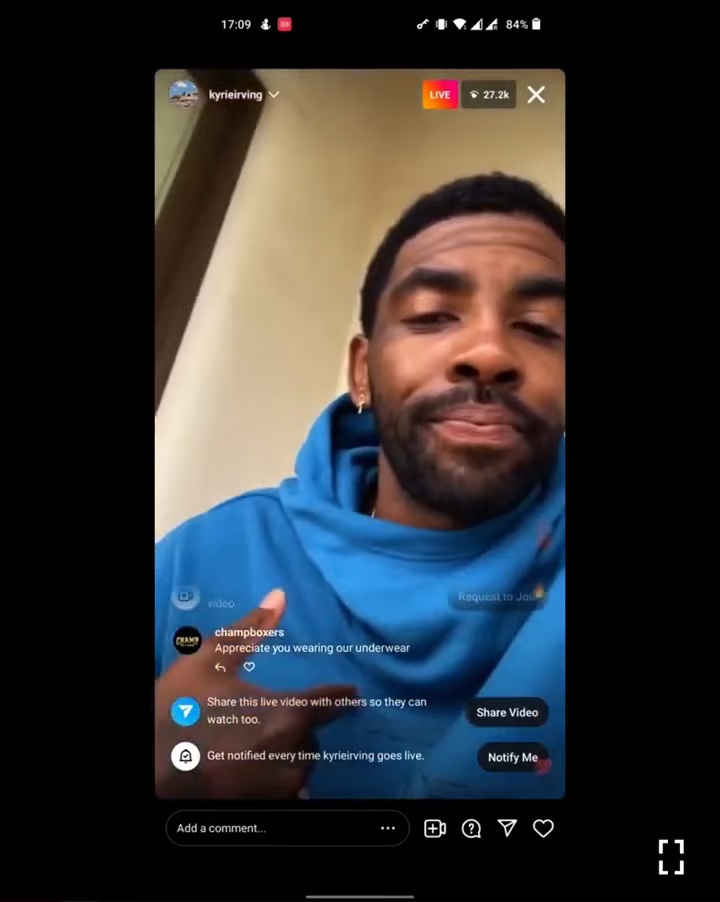 17:09
84%
kyrieirving
LIVE
27.2k
video
Request to Join
champboxers
CHAMP
Appreciate you wearing our underwear
Share this live video with others so they can
watch too.
Share Video
Get notified every time kyrieirving goes live.
Notify Me
Add a comment...